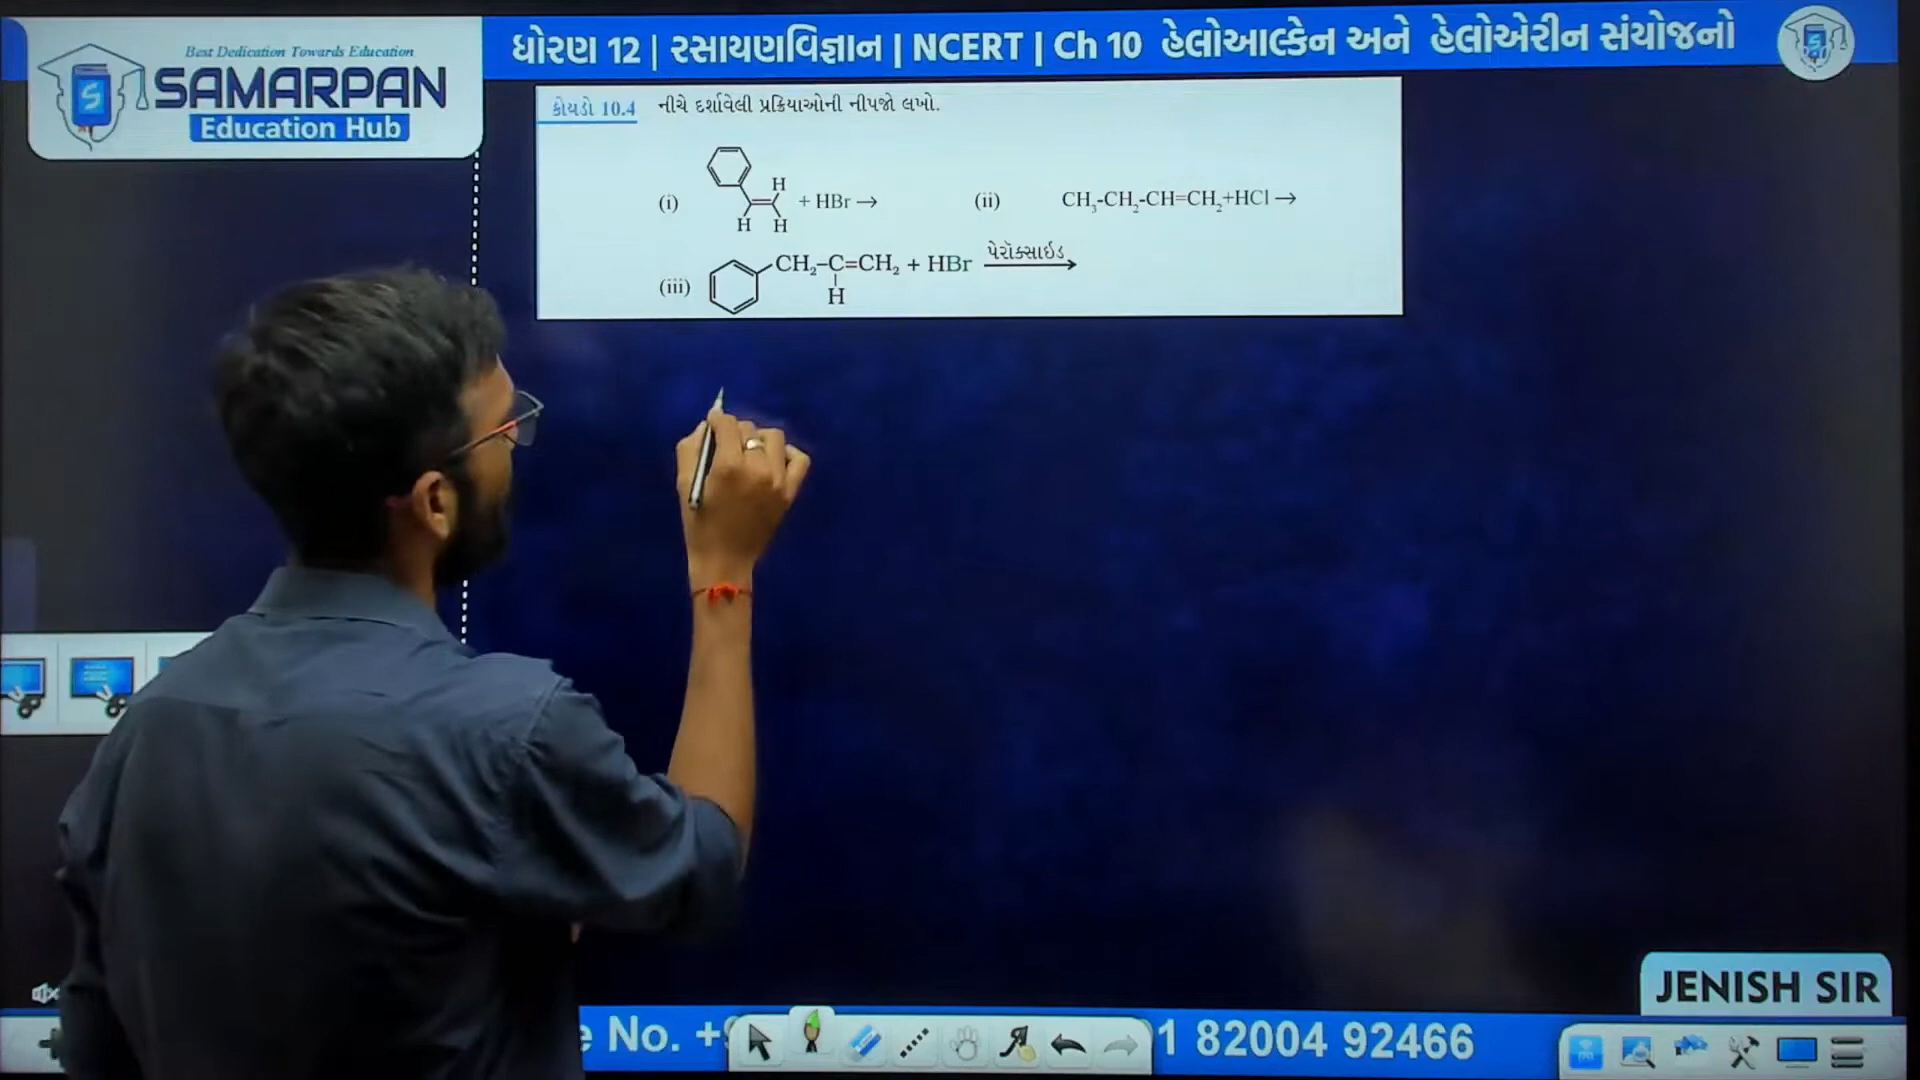 Best Dedication Towards Education
SAMARPAN
Education Hub
ધોરણ 12 | રસાયણવિજ્ઞાન | NCERT | Ch 10 હેલોઆલ્કેન અને હેલોએરીન સંયોજનો
કોયડો 10.4 નીચે દર્શાવેલી પ્રક્રિયાઓની નીપજો લખો.
(i) H H H + HBr →
(ii) CH₃-CH₂-CH=CH₂+HCl →
(iii) CH₂-C=CH₂ + HBr પેરૉક્સાઇડ
H
JENISH SIR
No. +
1 82004 92466